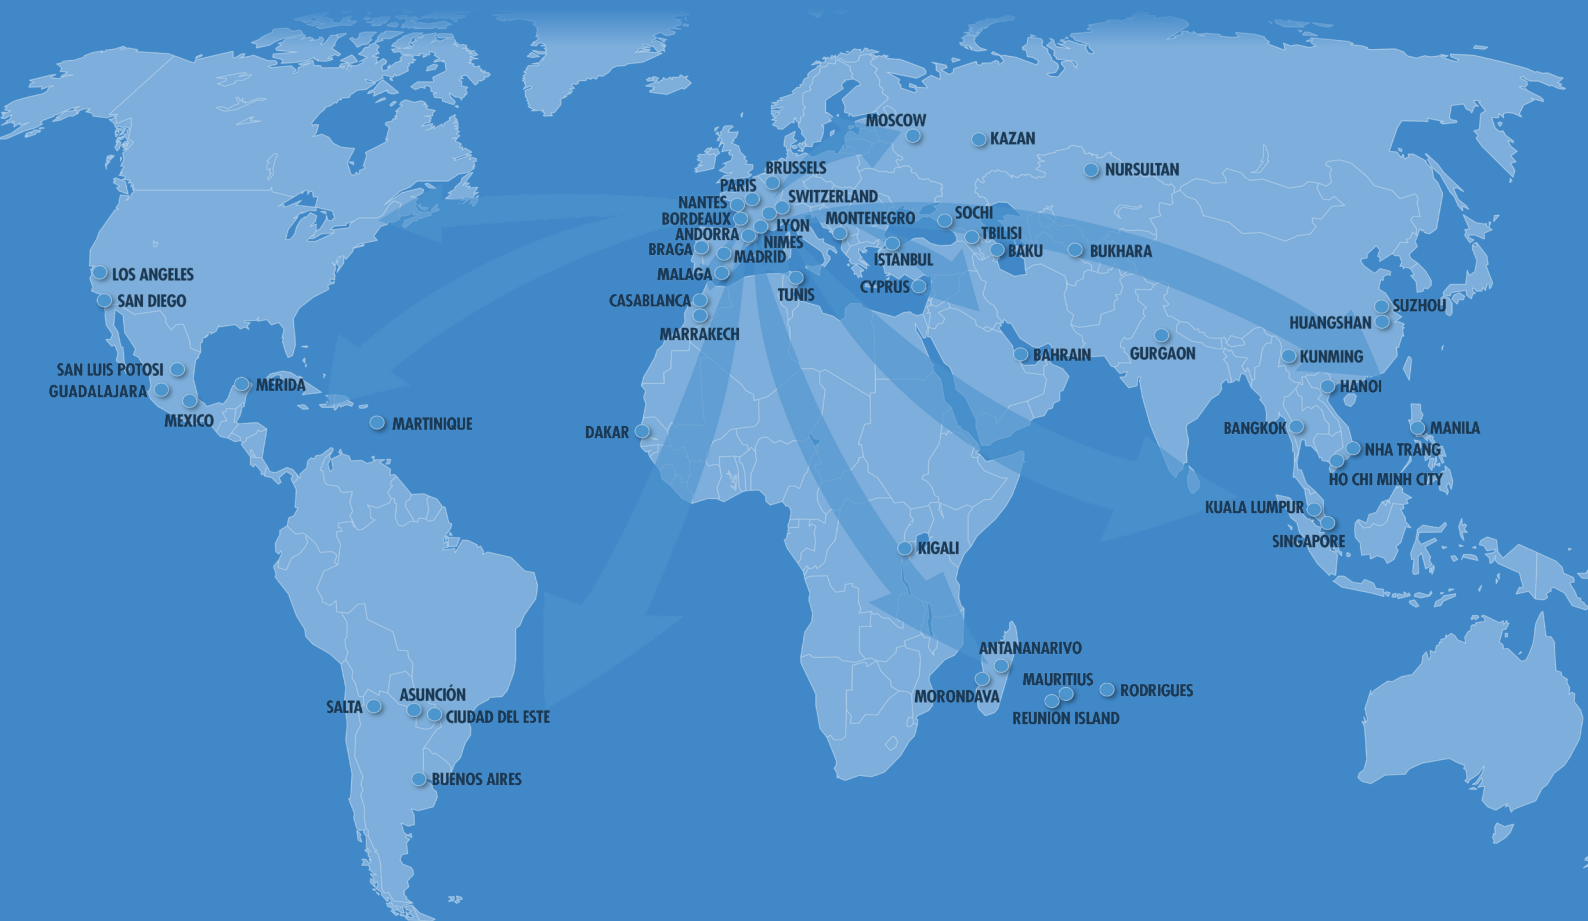 MOSCOW
KAZAN
BRUSSELS
NURSULTAN
PARIS
SWITZERLAND
NANTES
SOCHI
BORDEAUX
MONTENEGRO
LYON
ANDORRA
TBILISI
NIMES
BRAGA
BAKU
BUKHARA
MADRID
ISTANBUL
MALAGA
LOS ANGELES
CYPRUS
TUNIS
SAN DIEGO
CASABLANCA
SUZHOU
HUANGSHAN
MARRAKECH
BAHRAIN
GURGAON
KUNMING
SAN LUIS POTOSI
MERIDA
HANOI
GUADALAJARA
MEXICO
MARTINIQUE
DAKAR
BANGKOK
MANILA
NHA TRANG
HO CHI MINH CITY
KUALA LUMPUR
SINGAPORE
KIGALI
ANTANANARIVO
MAURITIUS
RODRIGUES
ASUNCIÓN
MORONDAVA
SALTA
CIUDAD DEL ESTE
REUNION ISLAND
BUENOS AIRES